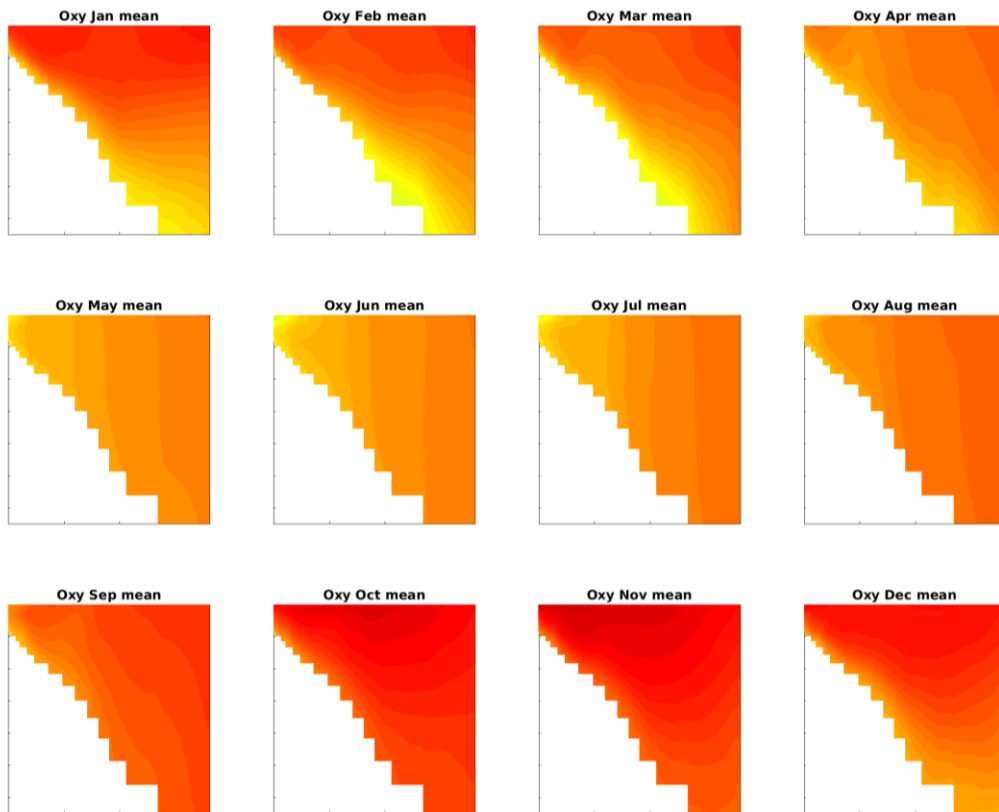 Oxy Jan mean
Oxy Feb mean
Oxy Mar mean
Oxy Apr mean
Oxy May mean
Oxy Jun mean
Oxy Jul mean
Oxy Aug mean
Oxy Sep mean
Oxy Oct mean
Oxy Nov mean
Oxy Dec mean